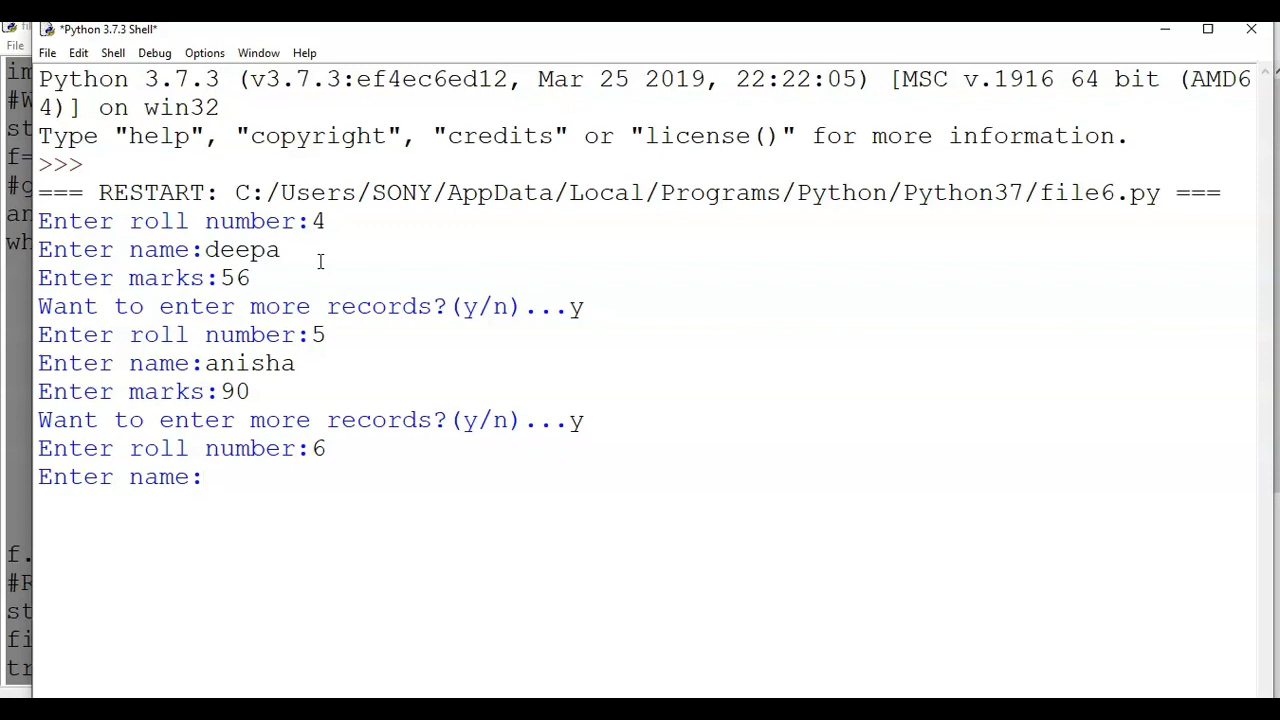 *Python 3.7.3 Shell*
File Edit Shell Debug Options Window Help
Python 3.7.3 (v3.7.3:ef4ec6ed12, Mar 25 2019, 22:22:05) [MSC v.1916 64 bit (AMD6
4)] on win32
Type "help", "copyright", "credits" or "license()" for more information.
>>>
=== RESTART: C:/Users/SONY/AppData/Local/Programs/Python/Python37/file6.py ===
Enter roll number:4
Enter name:deepa
Enter marks:56
Want to enter more records?(y/n)...y
Enter roll number:5
Enter name:anisha
Enter marks:90
Want to enter more records?(y/n)...y
Enter roll number:6
Enter name:
File
f=
f.